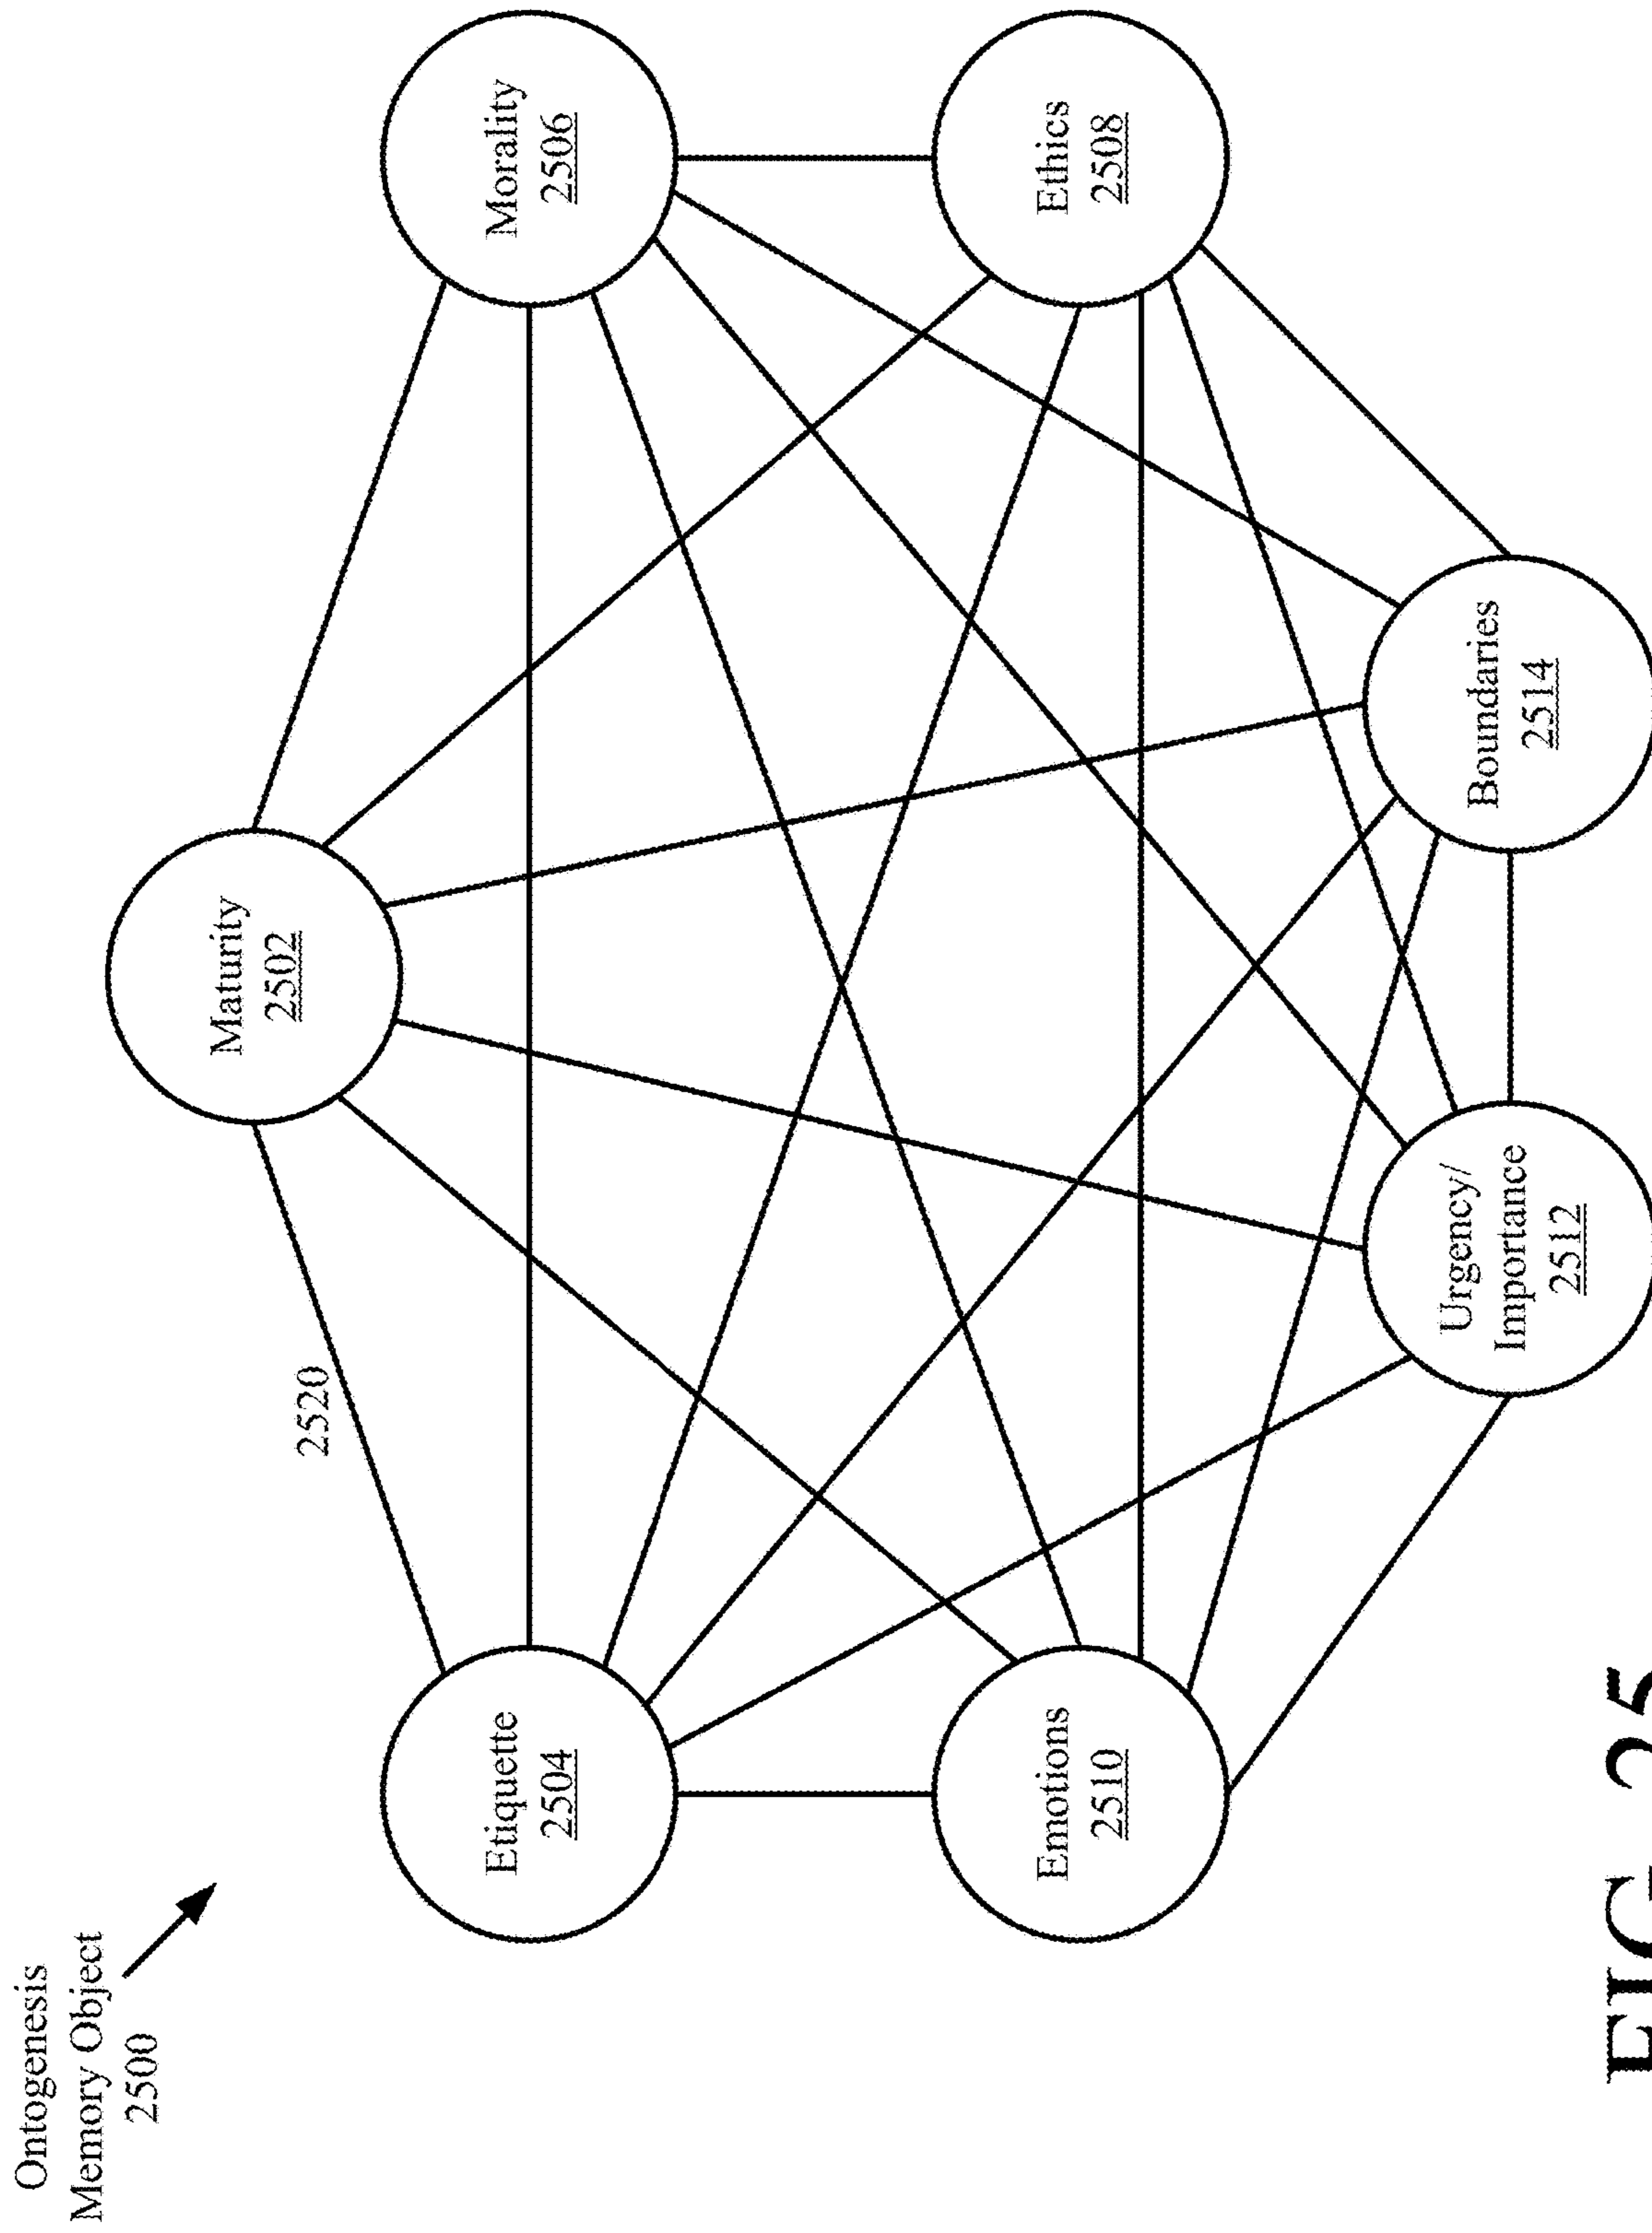 Ontogenesis
Memory Object
2500
2520
Maturity
2502
Etiquette
2504
Morality
2506
Emotions
2510
Ethics
2508
Urgency/
Importance
2512
Boundaries
2514
FIG. 25